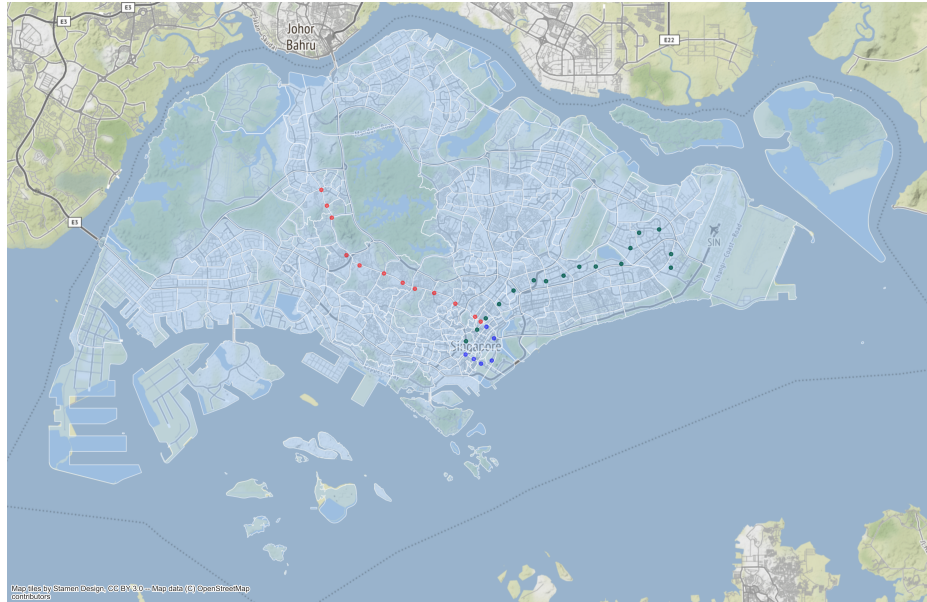 E3
E3
Johor
Bahru
E22
E3
SIN
Singapore
Map tiles by Stamen Design, CC BY 3.0 -- Map data (C) OpenStreetMap
contributors